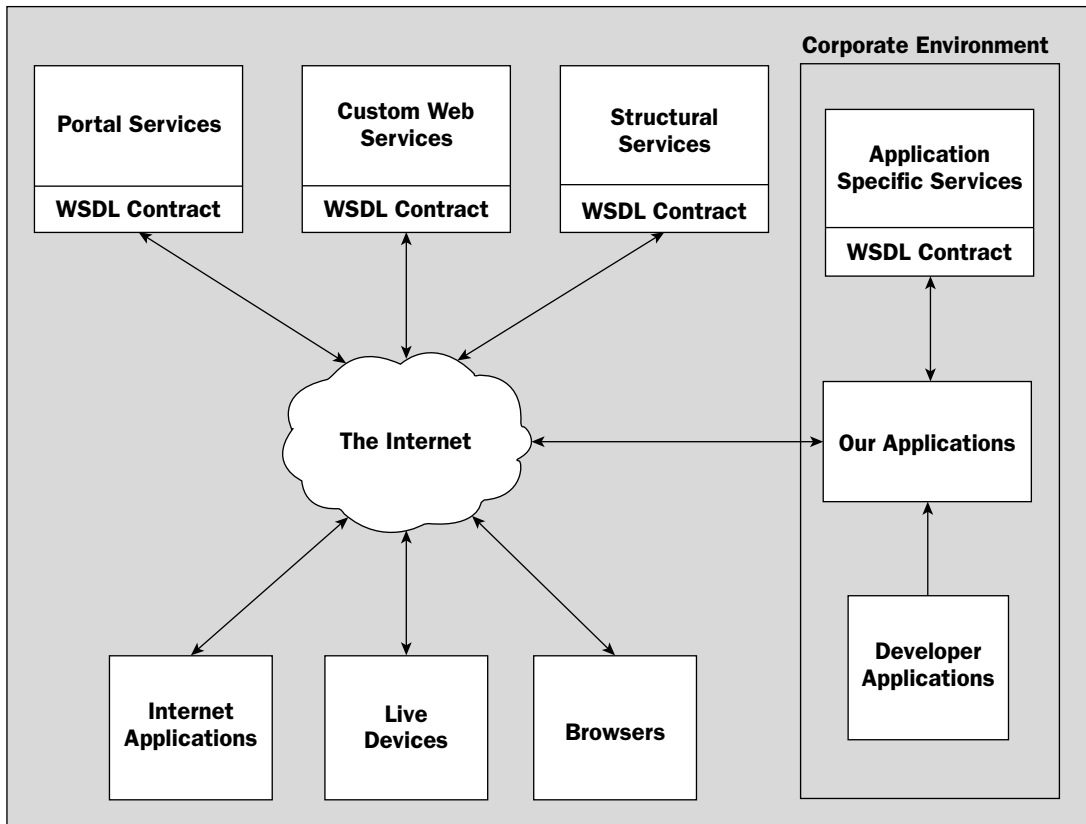 Corporate Environment
Portal Services
WSDL Contract
Custom Web
Services
WSDL Contract
Structural
Services
WSDL Contract
Application
Specific Services
WSDL Contract
The Internet
Our Applications
Internet
Applications
Live
Devices
Browsers
Developer
Applications